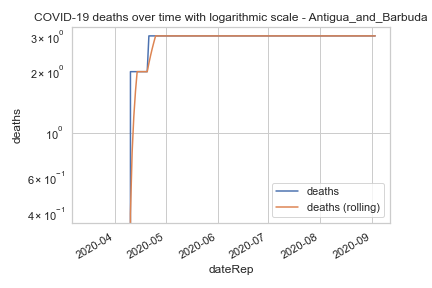 COVID-19 deaths over time with logarithmic scale - Antigua_and_Barbuda
3 × 10⁰
2 × 10⁰
10⁰
6 × 10⁻¹
4 × 10⁻¹
deaths
deaths
deaths (rolling)
2020-04
2020-05
2020-06
2020-07
2020-08
2020-09
dateRep